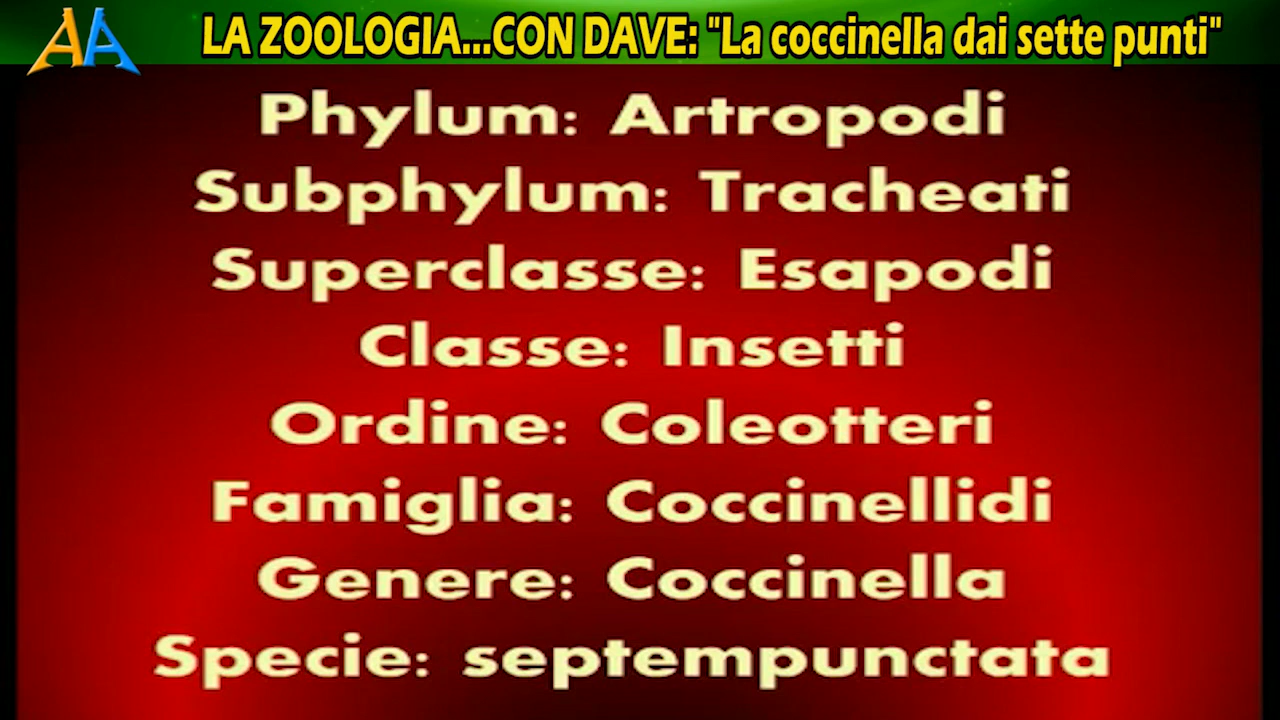 AA
LA ZOOLOGIA...CON DAVE: "La coccinella dai sette punti"
Phylum: Artropodi
Subphylum: Tracheati
Superclasse: Esapodi
Classe: Insetti
Ordine: Coleotteri
Famiglia: Coccinellidi
Genere: Coccinella
Specie: septempunctata